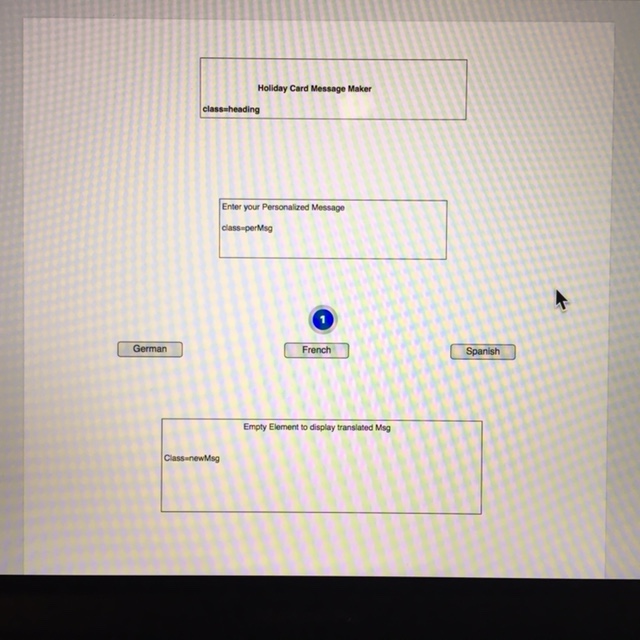 Holiday Card Message Maker
class=heading
Enter your Personalized Message
class=perMsg
1
German
French
Spanish
Empty Element to display translated Msg
Class=newMsg